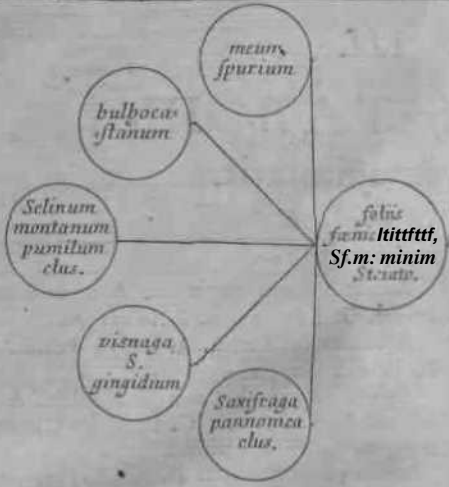 meum
ſpurium
bulboca-
ſtanum
Selinum
montanum
pumilum
clus.
foliis
Itittfttf,
Sf.m: minim
visnaga
S.
gingidium
Saxifraga
pannonica
clus.